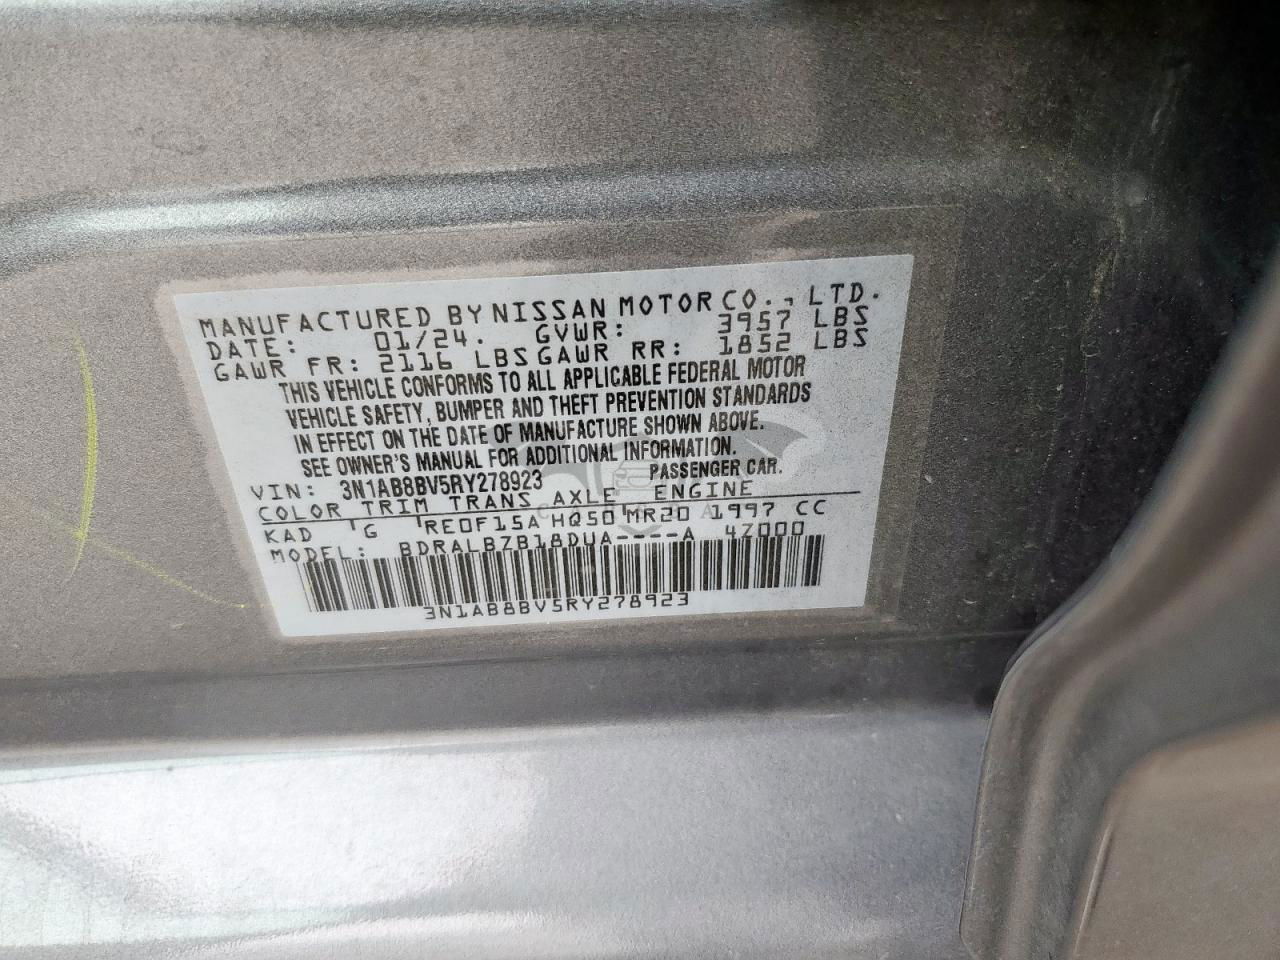 MANUFACTURED BY NISSAN MOTOR CO., LTD.
DATE: 01/24. GVWR: 3957 LBS
GAWR FR: 2116 LBS GAWR RR: 1852 LBS
THIS VEHICLE CONFORMS TO ALL APPLICABLE FEDERAL MOTOR
VEHICLE SAFETY, BUMPER AND THEFT PREVENTION STANDARDS
IN EFFECT ON THE DATE OF MANUFACTURE SHOWN ABOVE.
SEE OWNER'S MANUAL FOR ADDITIONAL INFORMATION.
VIN: 3N1AB8BV5RY278923 PASSENGER CAR.
COLOR TRIM TRANS AXLE ENGINE
KAD G RE0F15A HQ50 MR20 1997 CC
MODEL: BDRALBZB18DUA----A 4Z000
3N1AB8BV5RY278923